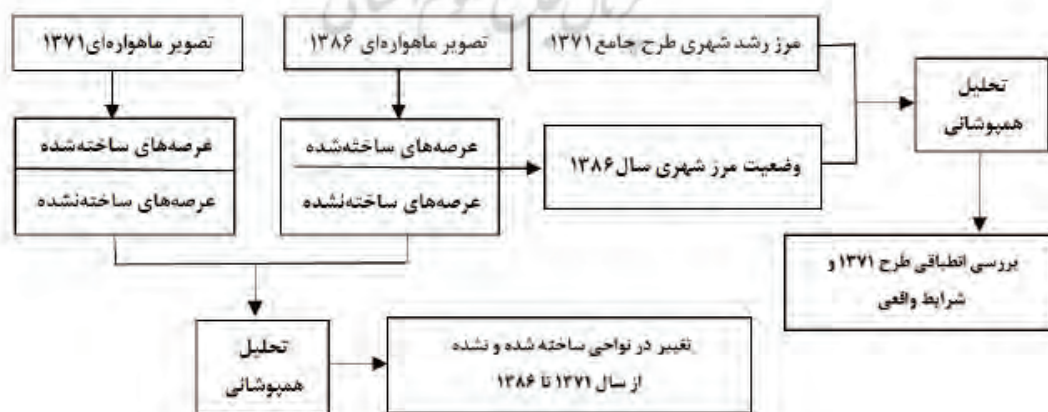 مرز رشد شهری طرح جامع ۱۳۷۱
تصویر ماهواره‌ای ۱۳۸۶
تصویر ماهواره‌ای ۱۳۷۱
تحلیل
همپوشانی
عرصه‌های ساخته‌شده
عرصه‌های ساخته‌شده
وضعیت مرز شهری سال ۱۳۸۶
عرصه‌های ساخته‌نشده
عرصه‌های ساخته‌نشده
بررسی انطباقی طرح ۱۳۷۱ و
شرایط واقعی
تغییر در نواحی ساخته شده و نشده
از سال ۱۳۷۱ تا ۱۳۸۶
تحلیل
همپوشانی